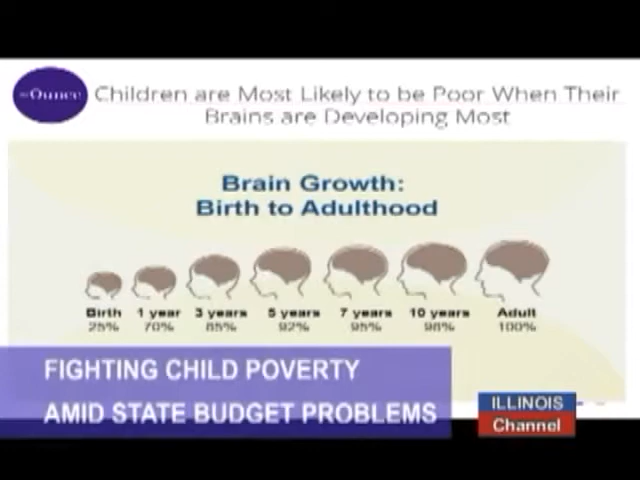 the Ounce
Children are Most Likely to be Poor When Their
Brains are Developing Most
Brain Growth:
Birth to Adulthood
Birth 1 year 3 years 5 years 7 years 10 years Adult
25% 70% 85% 92% 95% 98% 100%
FIGHTING CHILD POVERTY
AMID STATE BUDGET PROBLEMS
ILLINOIS
Channel